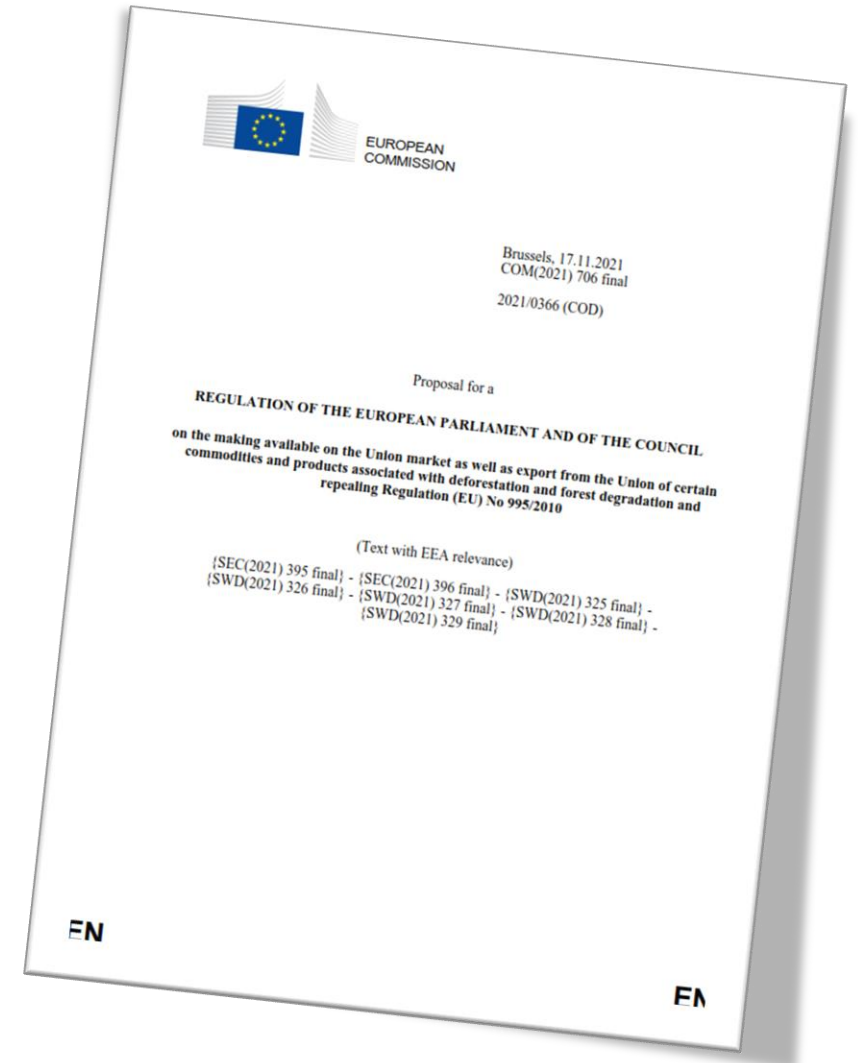 EUROPEAN
COMMISSION
Brussels, 17.11.2021
COM(2021) 706 final
2021/0366 (COD)
Proposal for a
REGULATION OF THE EUROPEAN PARLIAMENT AND OF THE COUNCIL
on the making available on the Union market as well as export from the Union of certain
commodities and products associated with deforestation and forest degradation and
repealing Regulation (EU) No 995/2010
(Text with EEA relevance)
{SEC(2021) 395 final} - {SEC(2021) 396 final} - {SWD(2021) 325 final} -
{SWD(2021) 326 final} - {SWD(2021) 327 final} - {SWD(2021) 328 final} -
{SWD(2021) 329 final}
EN
EN